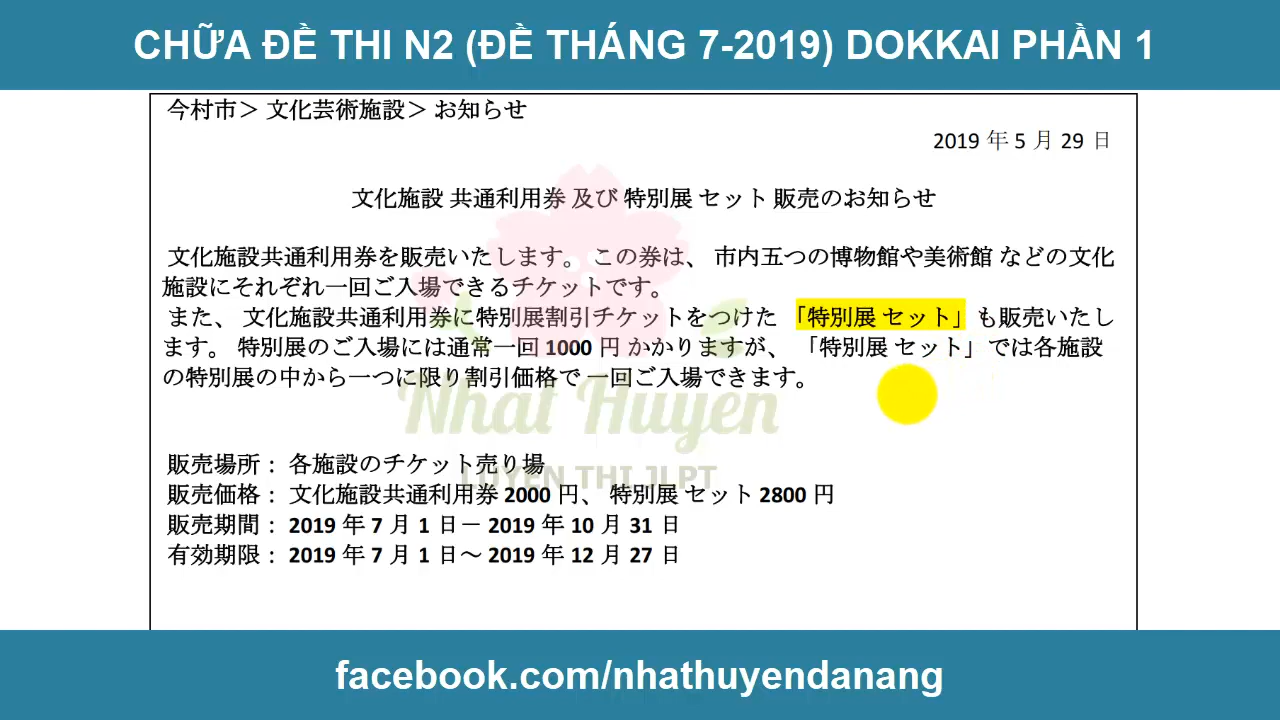 CHỮA ĐỀ THI N2 (ĐỀ THÁNG 7-2019) DOKKAI PHẦN 1
今村市＞ 文化芸術施設＞ お知らせ
2019 年 5 月 29 日
文化施設 共通利用券 及び 特別展 セット 販売のお知らせ
文化施設共通利用券を販売いたします。 この券は、 市内五つの博物館や美術館 などの文化
施設にそれぞれ一回ご入場できるチケットです。
また、 文化施設共通利用券に特別展割引チケットをつけた 「特別展 セット」 も販売いたし
ます。 特別展のご入場には通常一回 1000 円 かかりますが、 「特別展 セット」 では各施設
の特別展の中から一つに限り割引価格で 一回ご入場できます。
Nhat Huyen
LUYEN THI JLPT
販売場所： 各施設のチケット売り場
販売価格： 文化施設共通利用券 2000 円、 特別展 セット 2800 円
販売期間： 2019 年 7 月 1 日－ 2019 年 10 月 31 日
有効期限： 2019 年 7 月 1 日～ 2019 年 12 月 27 日
facebook.com/nhathuyendanang